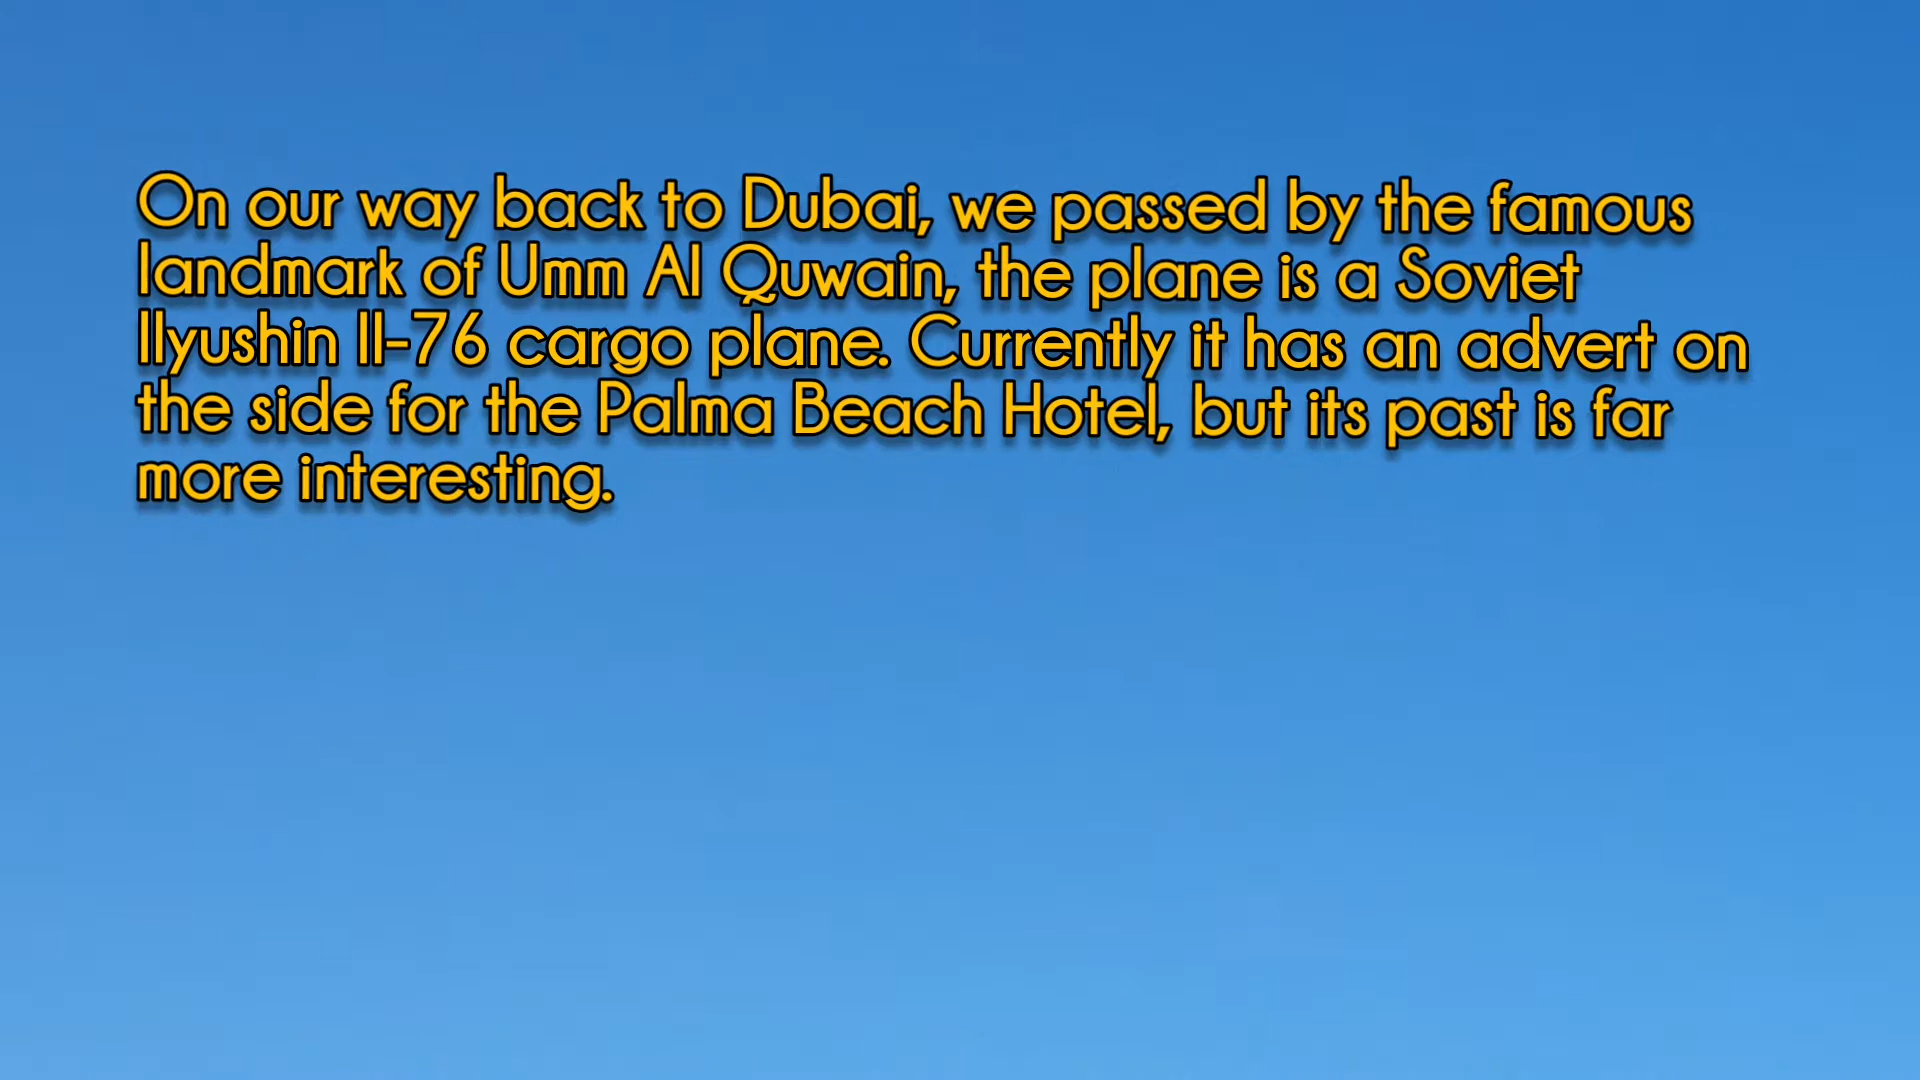 On our way back to Dubai, we passed by the famous
landmark of Umm Al Quwain, the plane is a Soviet
Ilyushin Il-76 cargo plane. Currently it has an advert on
the side for the Palma Beach Hotel, but its past is far
more interesting.